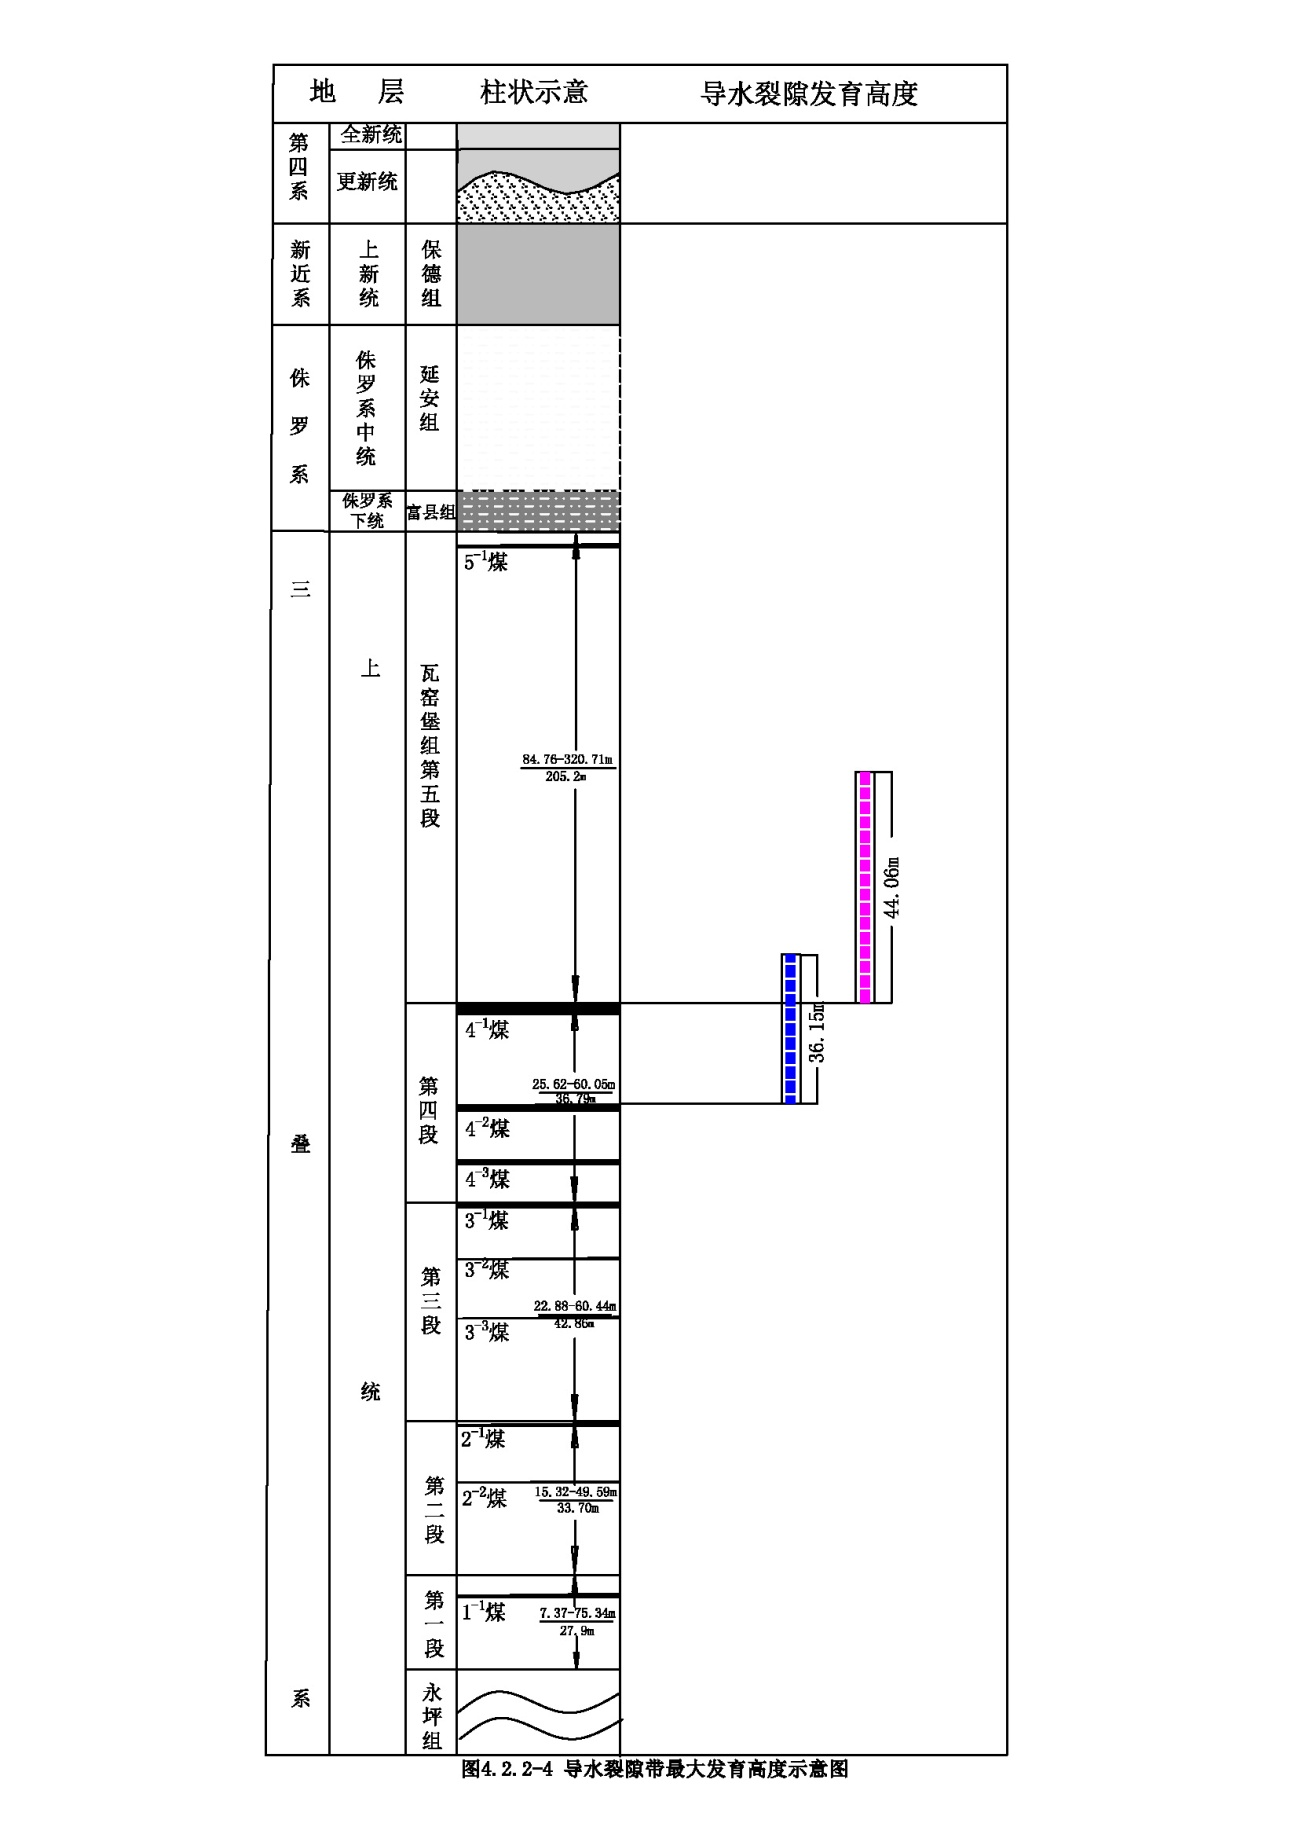 地 层 柱状示意 导水裂隙发育高度
第四系 全新统
更新统
新近系 上新统 保德组
侏罗系 侏罗系中统 延安组
侏罗系下统 富县组
三叠系
上统
5⁻¹煤
瓦窑堡组第五段
84.76-320.71m
205.2m
44.06m
36.15m
4⁻¹煤
第四段
25.62-60.05m
36.79m
4⁻²煤
4⁻³煤
3⁻¹煤
3⁻²煤
第三段
22.88-60.44m
42.86m
3⁻³煤
2⁻¹煤
第二段
2⁻²煤
15.32-49.59m
33.70m
第一段
1⁻¹煤
7.37-75.34m
27.9m
永坪组
图4.2.2-4 导水裂隙带最大发育高度示意图